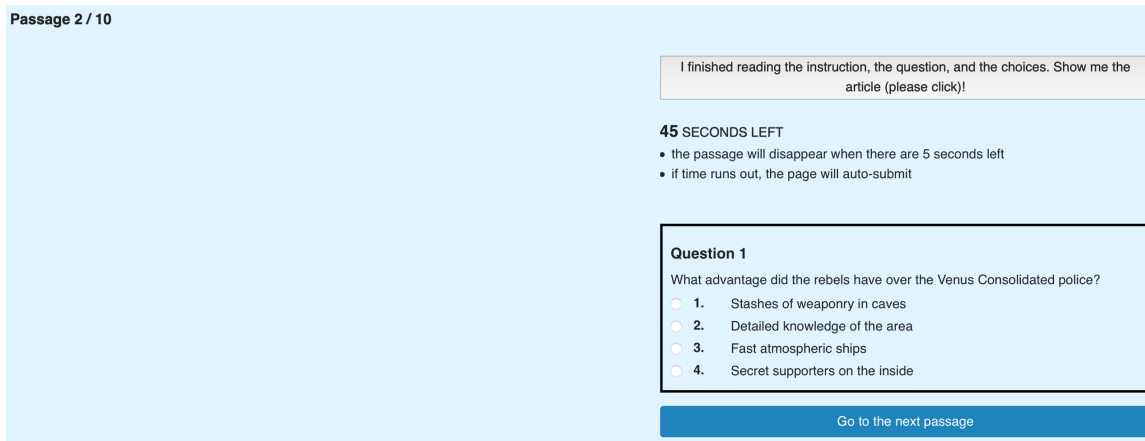 Passage 2 / 10
I finished reading the instruction, the question, and the choices. Show me the
article (please click)!
45 SECONDS LEFT
• the passage will disappear when there are 5 seconds left
• if time runs out, the page will auto-submit
Question 1
What advantage did the rebels have over the Venus Consolidated police?
1. Stashes of weaponry in caves
2. Detailed knowledge of the area
3. Fast atmospheric ships
4. Secret supporters on the inside
Go to the next passage